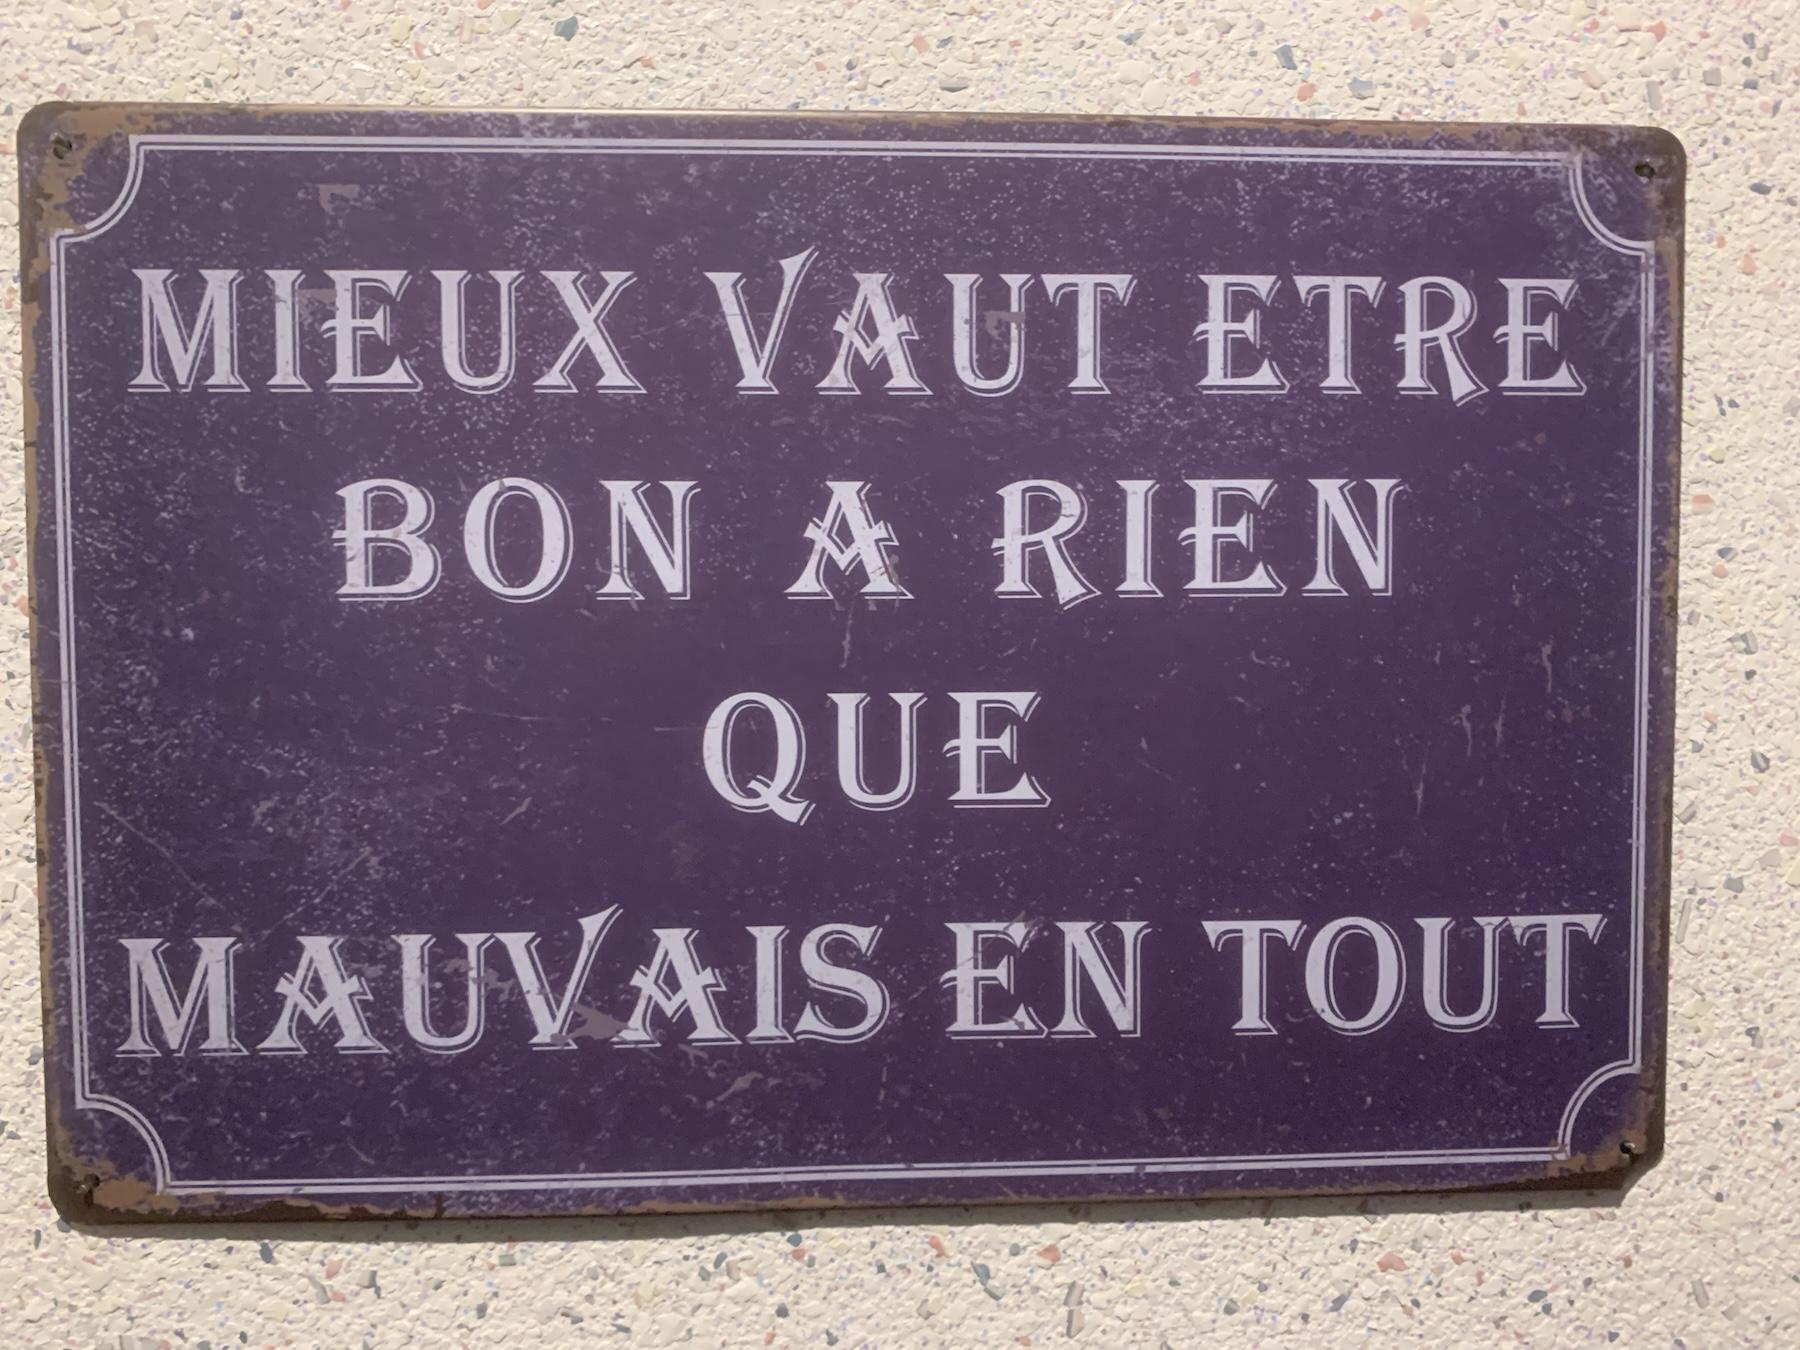 MIEUX VAUT ETRE
BON A RIEN
QUE
MAUVAIS EN TOUT